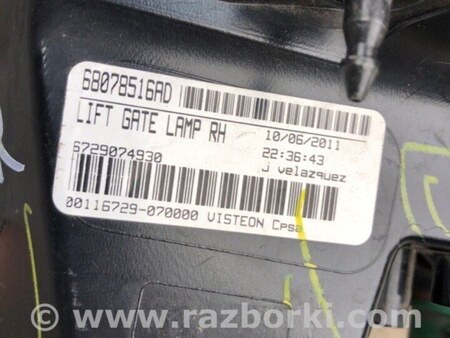 68078516AD
LIFT GATE LAMP RH
10/06/2011
6729074930
22:36:43
J velazquez
00116729-070000 VISTEON Cpsa
www.razborki.com